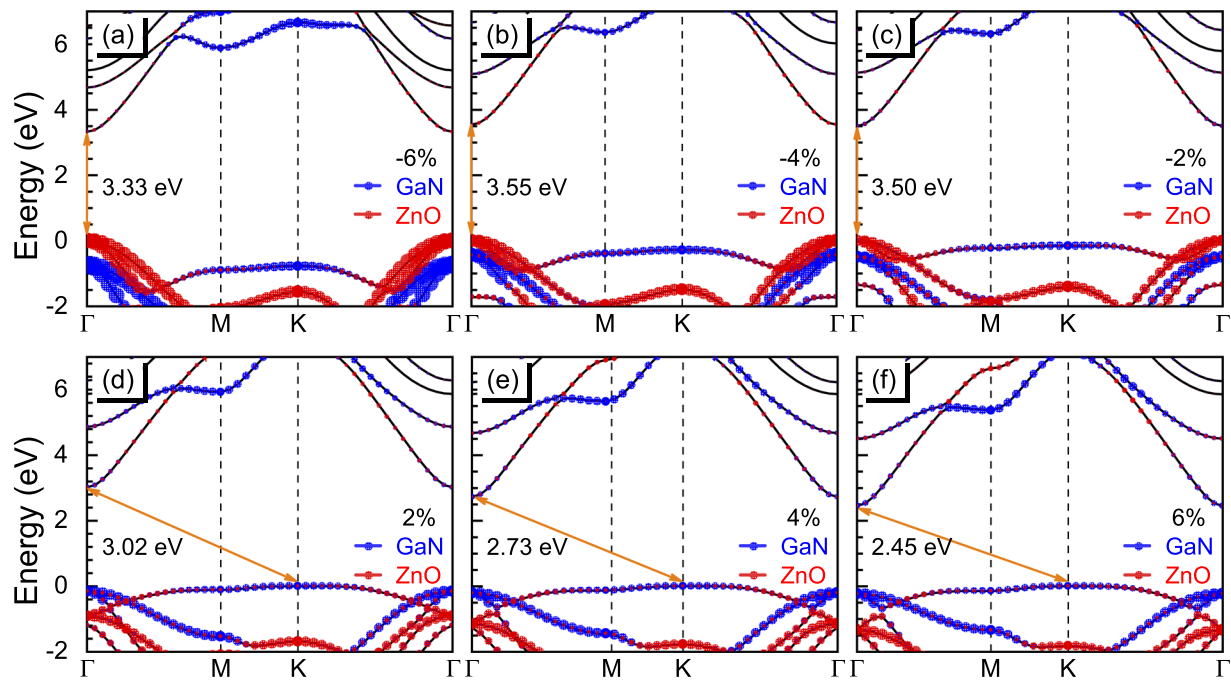 (a)
(b)
(c)
6
4
2
0
-2
Energy (eV)
-6%
GaN
ZnO
3.33 eV
-4%
GaN
ZnO
3.55 eV
-2%
GaN
ZnO
3.50 eV
Γ M K Γ
Γ M K Γ
Γ M K Γ
(d)
(e)
(f)
6
4
2
0
-2
Energy (eV)
2%
GaN
ZnO
3.02 eV
4%
GaN
ZnO
2.73 eV
6%
GaN
ZnO
2.45 eV
Γ M K Γ
Γ M K Γ
Γ M K Γ